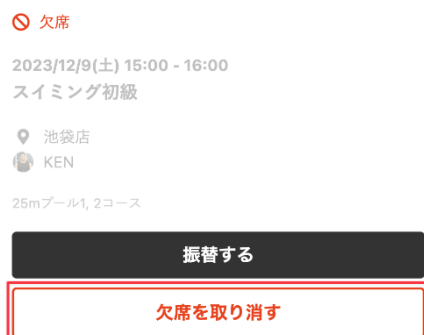 欠席
2023/12/9(土) 15:00 - 16:00
スイミング初級
池袋店
KEN
25mプール1, 2コース
振替する
欠席を取り消す